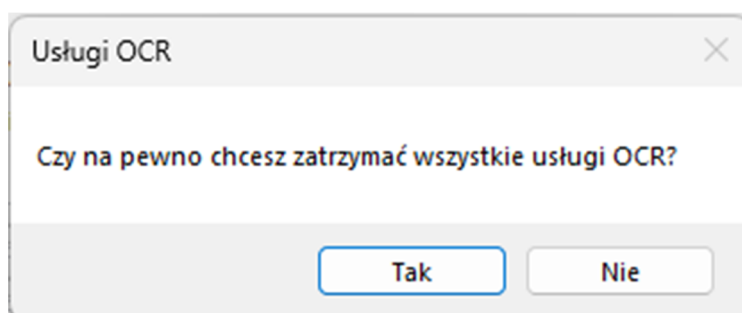 Usługi OCR
Czy na pewno chcesz zatrzymać wszystkie usługi OCR?
Tak
Nie